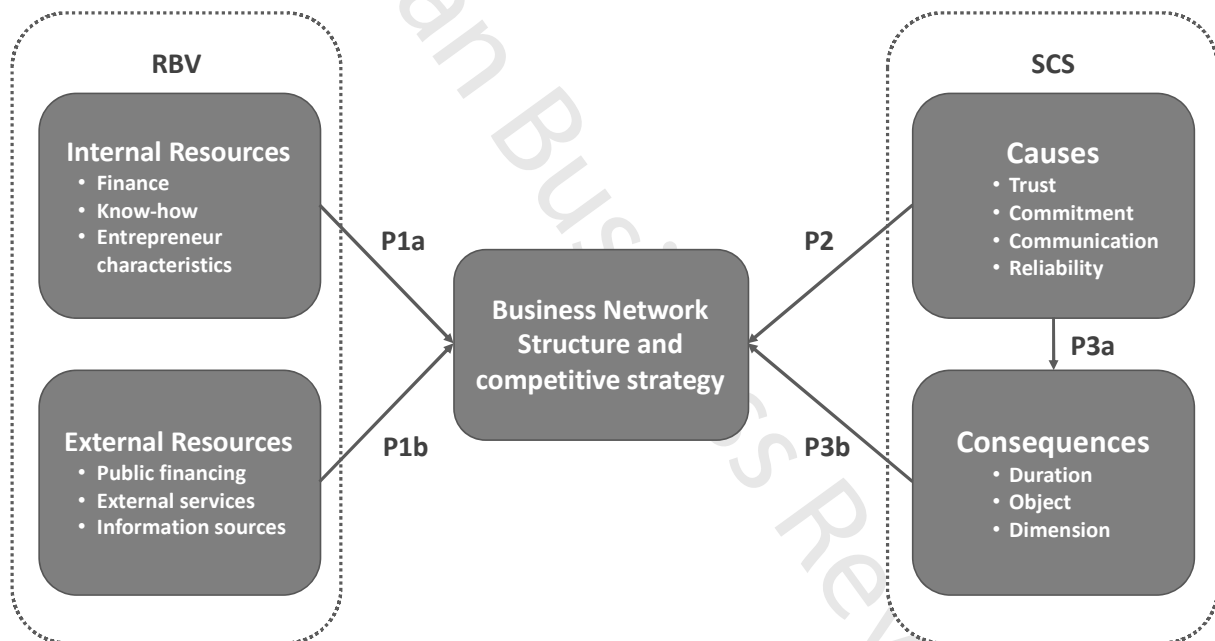 RBV
Internal Resources
• Finance
• Know-how
• Entrepreneur
characteristics
External Resources
• Public financing
• External services
• Information sources
P1a
P1b
Business Network
Structure and
competitive strategy
P2
P3b
SCS
Causes
• Trust
• Commitment
• Communication
• Reliability
P3a
Consequences
• Duration
• Object
• Dimension